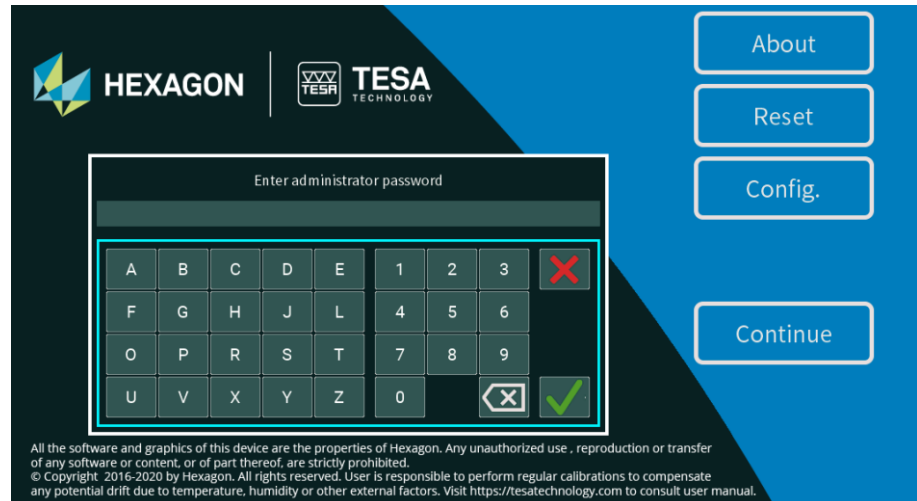 HEXAGON
TESA
TESA
TECHNOLOGY
About
Reset
Config.
Continue
Enter administrator password
A B C D E 1 2 3
F G H J L 4 5 6
O P R S T 7 8 9
U V X Y Z 0
All the software and graphics of this device are the properties of Hexagon. Any unauthorized use , reproduction or transfer
of any software or content, or of part thereof, are strictly prohibited.
© Copyright 2016-2020 by Hexagon. All rights reserved. User is responsible to perform regular calibrations to compensate
any potential drift due to temperature, humidity or other external factors. Visit https://tesatechnology.com to consult user manual.